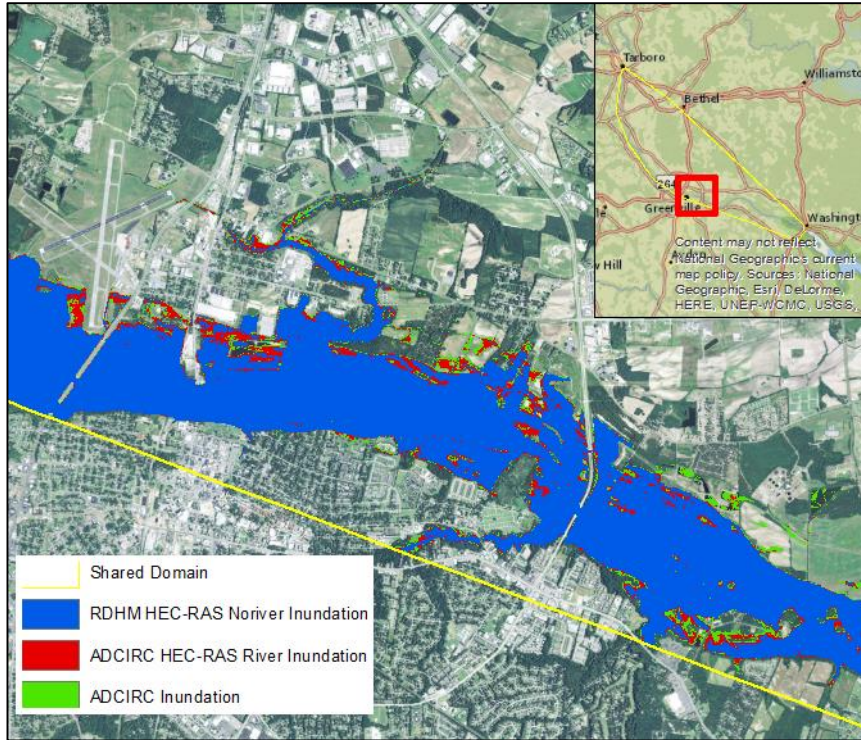 Tarboro
Williamsto
Bethel
264
Greenville
Washingt
le
Ayden
w Hill
Content may not reflect
National Geographic's current
map policy. Sources: National
Geographic, Esri, DeLorme,
HERE, UNEP-WCMC, USGS,
Shared Domain
RDHM HEC-RAS Noriver Inundation
ADCIRC HEC-RAS River Inundation
ADCIRC Inundation